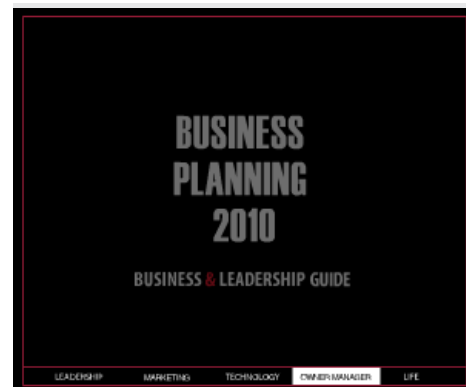 BUSINESS
PLANNING
2010
BUSINESS & LEADERSHIP GUIDE
LEADERSHIP MARKETING TECHNOLOGY OWNER MANAGER LIFE